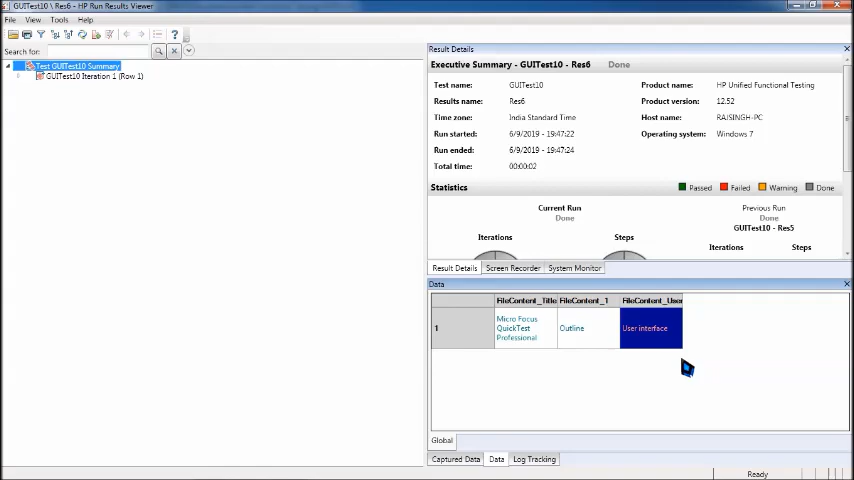 GUITest10 \ Res6 - HP Run Results Viewer
File View Tools Help
Search for:
Test GUITest10 Summary
GUITest10 Iteration 1 (Row 1)
Result Details
Executive Summary - GUITest10 - Res6 Done
Test name: GUITest10 Product name: HP Unified Functional Testing
Results name: Res6 Product version: 12.52
Time zone: India Standard Time Host name: RAJSINGH-PC
Run started: 6/9/2019 - 19:47:22 Operating system: Windows 7
Run ended: 6/9/2019 - 19:47:24
Total time: 00:00:02
Statistics Passed Failed Warning Done
Current Run Previous Run
Done Done
GUITest10 - Res5
Iterations Steps Iterations Steps
Result Details Screen Recorder System Monitor
Data
FileContent_Title FileContent_1 FileContent_User
1 Micro Focus QuickTest Professional Outline User interface
Global
Captured Data Data Log Tracking
Ready